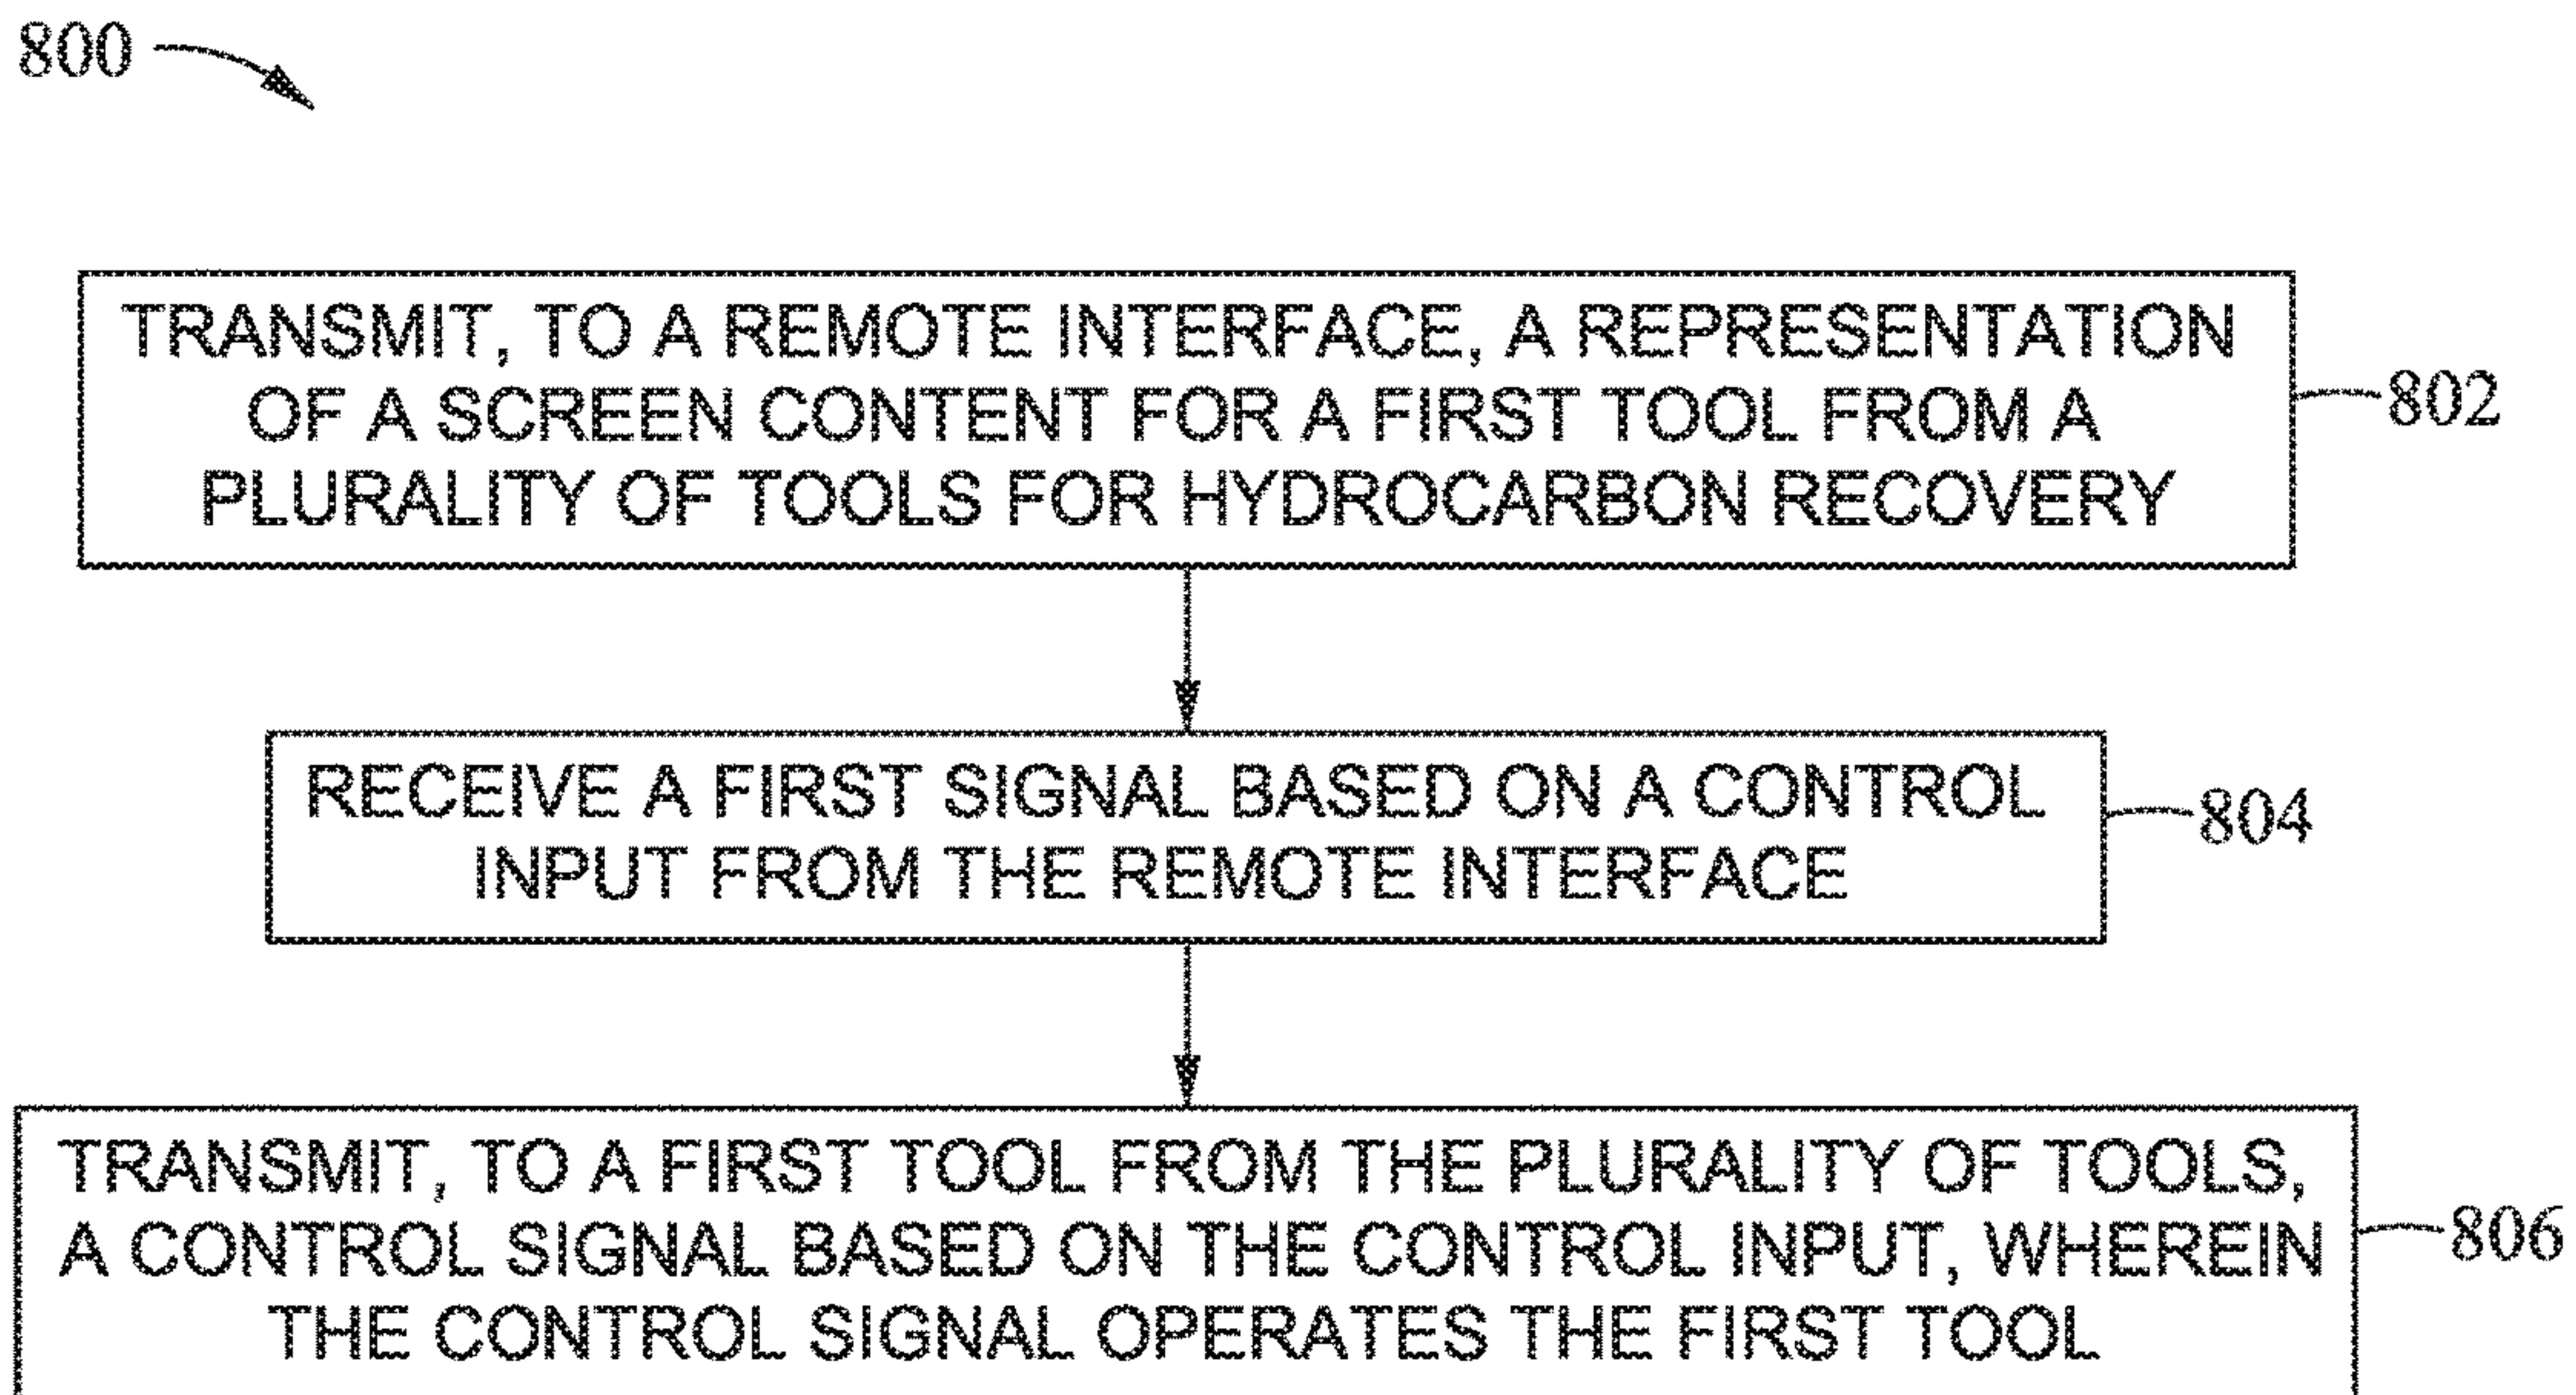 800
TRANSMIT, TO A REMOTE INTERFACE, A REPRESENTATION
OF A SCREEN CONTENT FOR A FIRST TOOL FROM A
PLURALITY OF TOOLS FOR HYDROCARBON RECOVERY
802
RECEIVE A FIRST SIGNAL BASED ON A CONTROL
INPUT FROM THE REMOTE INTERFACE
804
TRANSMIT, TO A FIRST TOOL FROM THE PLURALITY OF TOOLS,
A CONTROL SIGNAL BASED ON THE CONTROL INPUT, WHEREIN
THE CONTROL SIGNAL OPERATES THE FIRST TOOL
806